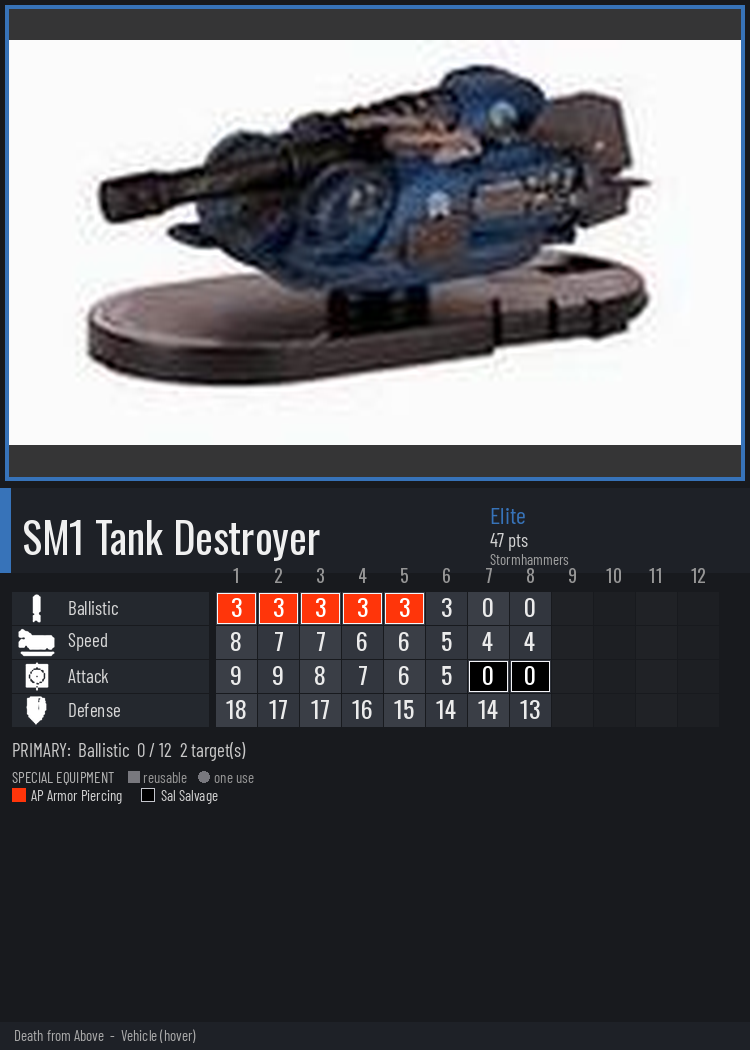 SM1 Tank Destroyer
Elite
47 pts
Stormhammers
1 2 3 4 5 6 7 8 9 10 11 12
Ballistic 3 3 3 3 3 3 0 0
Speed 8 7 7 6 6 5 4 4
Attack 9 9 8 7 6 5 0 0
Defense 18 17 17 16 15 14 14 13
PRIMARY: Ballistic 0 / 12 2 target(s)
SPECIAL EQUIPMENT reusable one use
AP Armor Piercing Sal Salvage
Death from Above - Vehicle (hover)